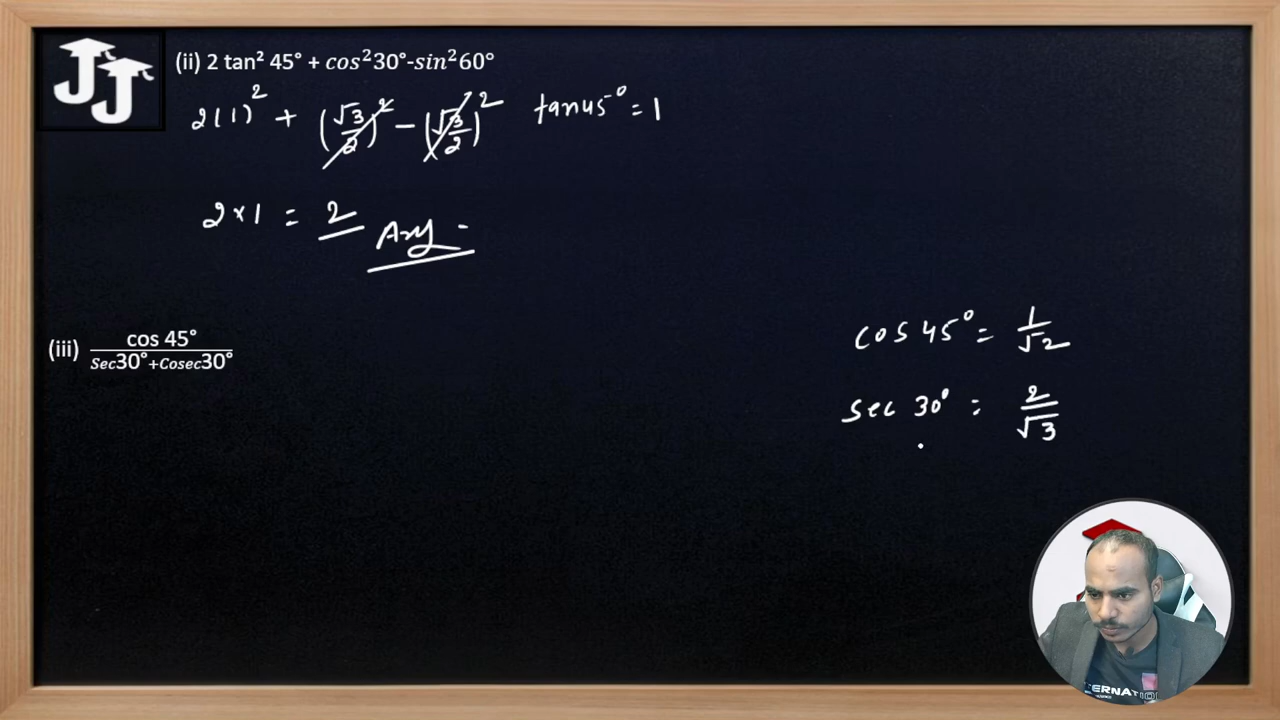 JJ
(ii) 2 tan² 45° + cos²30°-sin²60°
2(1)² + (√3/2)² - (√3/2)² tan45° = 1
2×1 = 2 Ans
(iii) cos 45° / Sec30°+Cosec30°
cos 45° = 1/√2
sec 30° = 2/√3